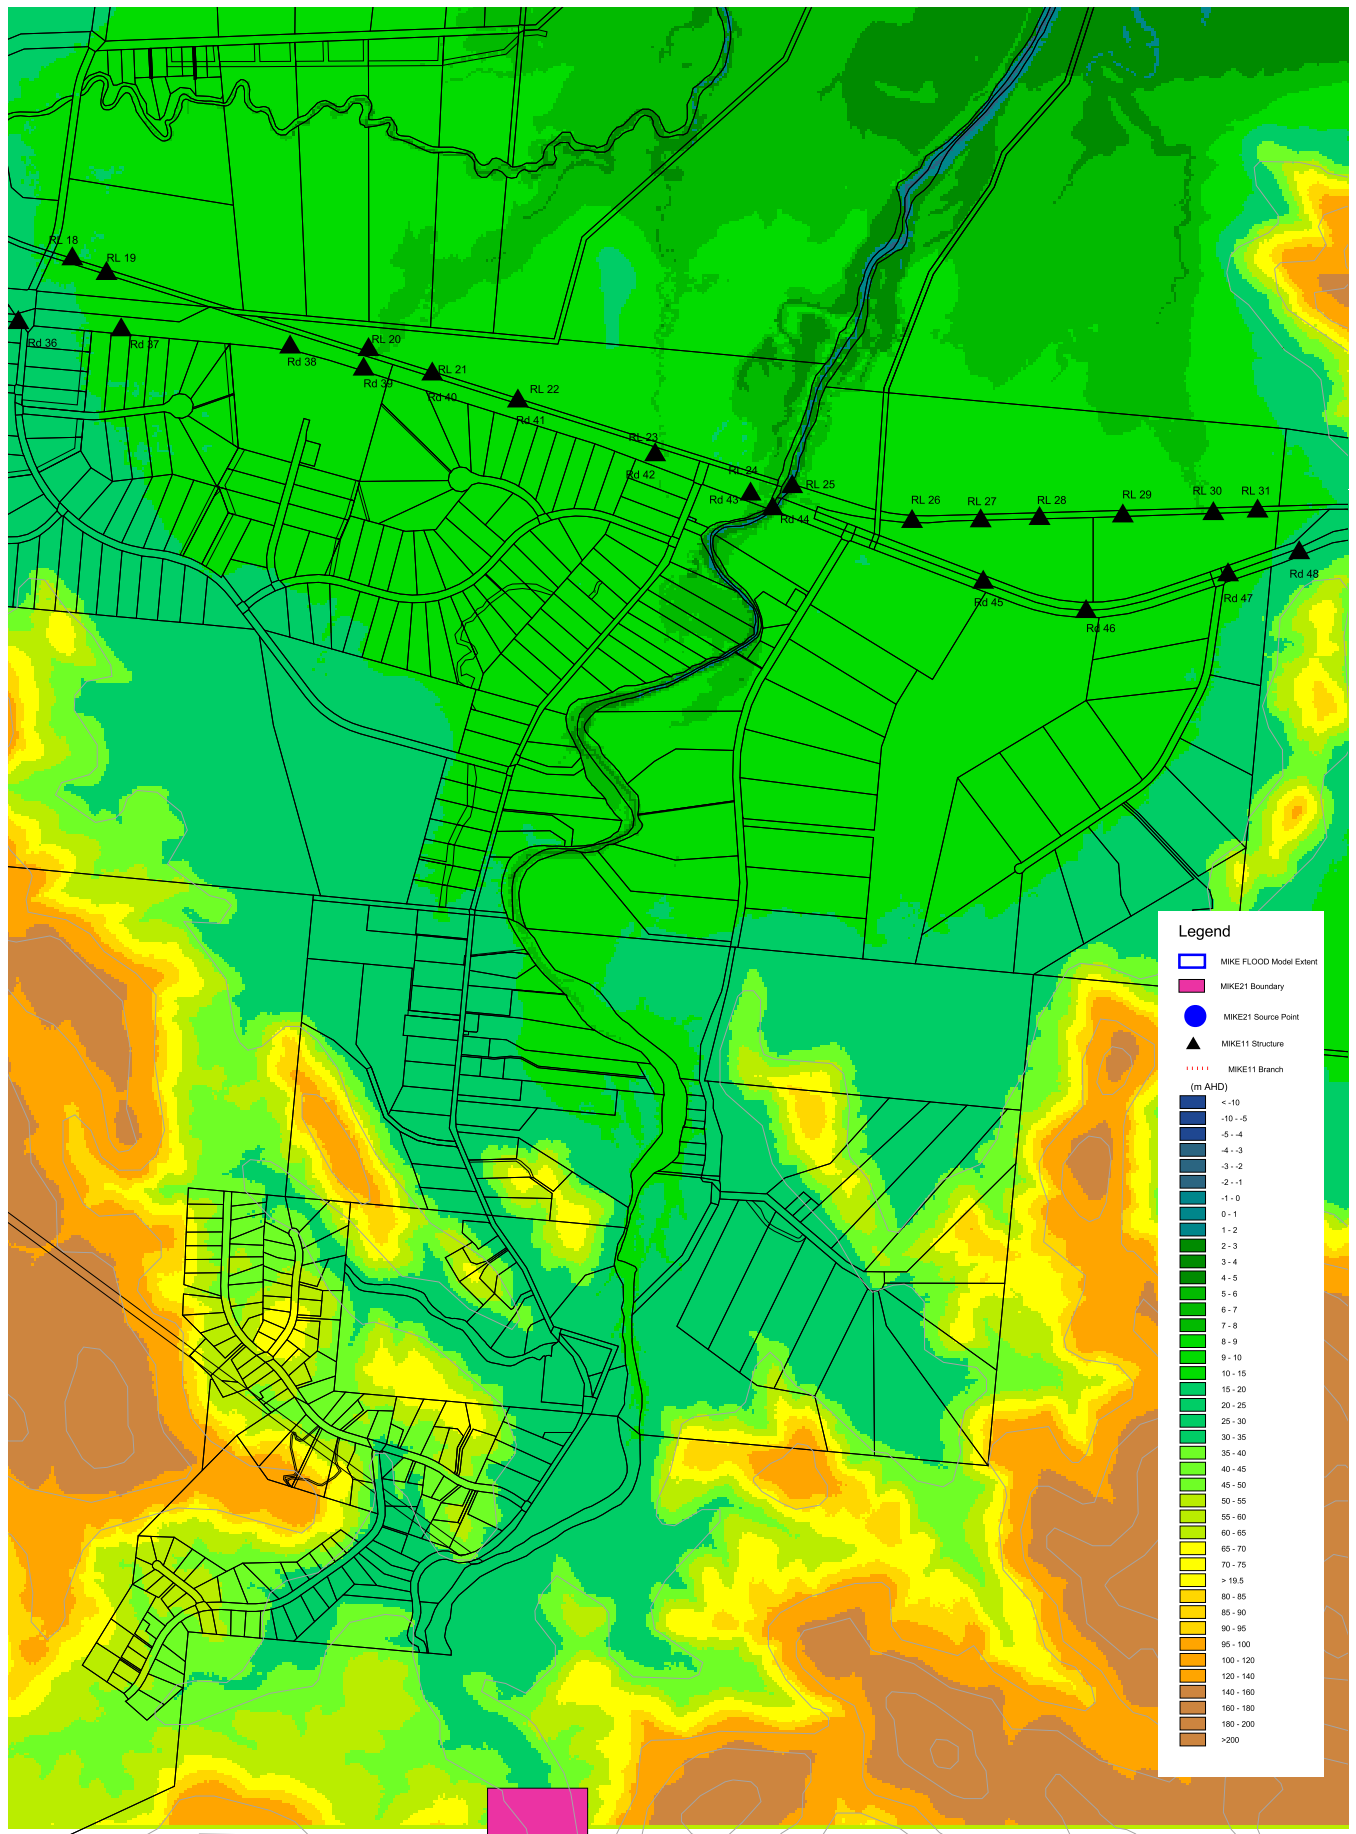 RL 18
RL 19
Rd 36
Rd 37
Rd 38
RL 20
Rd 39
RL 21
Rd 40
RL 22
Rd 41
RL 23
Rd 42
RL 24
Rd 43
RL 25
Rd 44
RL 26
RL 27
RL 28
RL 29
RL 30
RL 31
Rd 45
Rd 46
Rd 47
Rd 48
Legend
MIKE FLOOD Model Extent
MIKE21 Boundary
MIKE21 Source Point
MIKE11 Structure
MIKE11 Branch
(m AHD)
< -10
-10 - -5
-5 - -4
-4 - -3
-3 - -2
-2 - -1
-1 - 0
0 - 1
1 - 2
2 - 3
3 - 4
4 - 5
5 - 6
6 - 7
7 - 8
8 - 9
9 - 10
10 - 15
15 - 20
20 - 25
25 - 30
30 - 35
35 - 40
40 - 45
45 - 50
50 - 55
55 - 60
60 - 65
65 - 70
70 - 75
> 19.5
80 - 85
85 - 90
90 - 95
95 - 100
100 - 120
120 - 140
140 - 160
160 - 180
180 - 200
>200